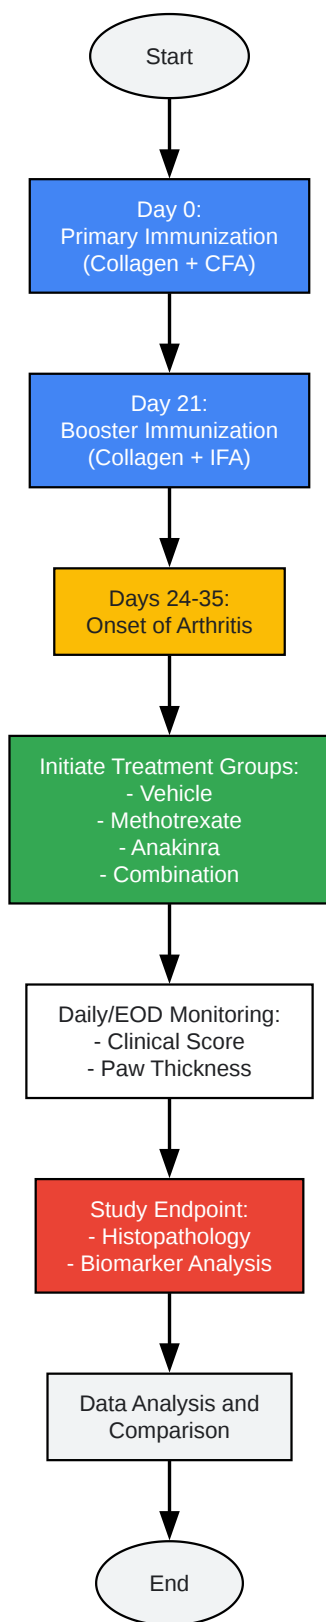 Start
Day 0:
Primary Immunization
(Collagen + CFA)
Day 21:
Booster Immunization
(Collagen + IFA)
Days 24-35:
Onset of Arthritis
Initiate Treatment Groups:
- Vehicle
- Methotrexate
- Anakinra
- Combination
Daily/EOD Monitoring:
- Clinical Score
- Paw Thickness
Study Endpoint:
- Histopathology
- Biomarker Analysis
Data Analysis and
Comparison
End